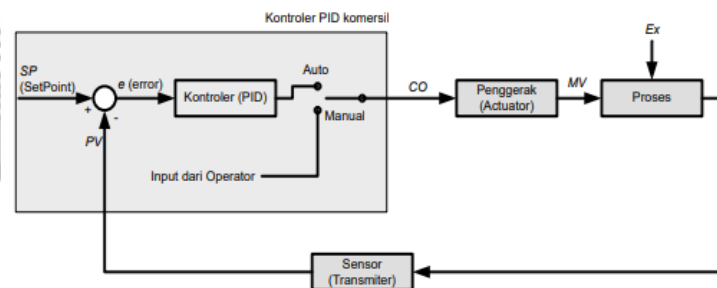 Kontroler PID komersil
SP
(SetPoint)
+
-
e (error)
Kontroler (PID)
Auto
Manual
Input dari Operator
PV
CO
Penggerak
(Actuator)
MV
Ex
Proses
Sensor
(Transmiter)